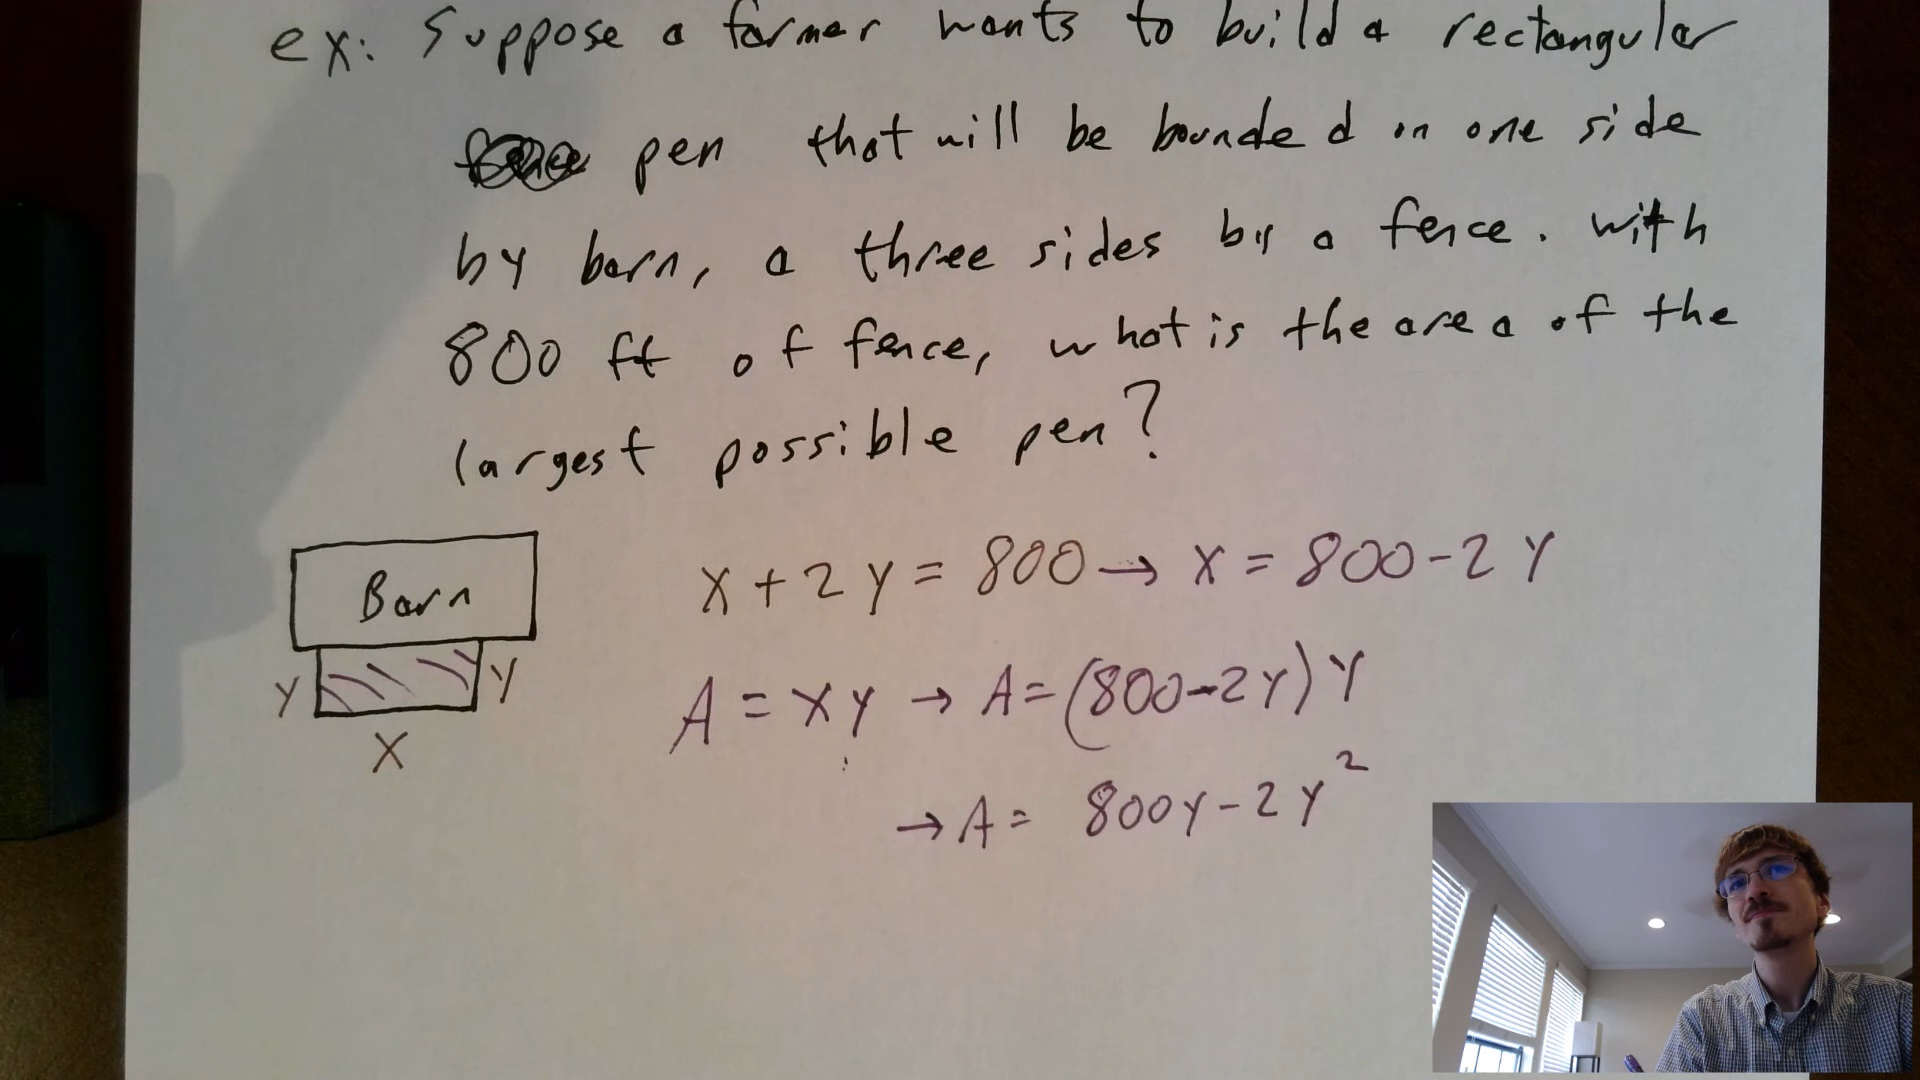 ex: Suppose a farmer wants to build a rectangular
pen that will be bounded on one side
by barn, a three sides by a fence. With
800 ft of fence, what is the area of the
largest possible pen?
Barn
x + 2y = 800 → x = 800 - 2y
Y Y
A = xy → A = (800-2y) y
X
→ A = 800y - 2y²